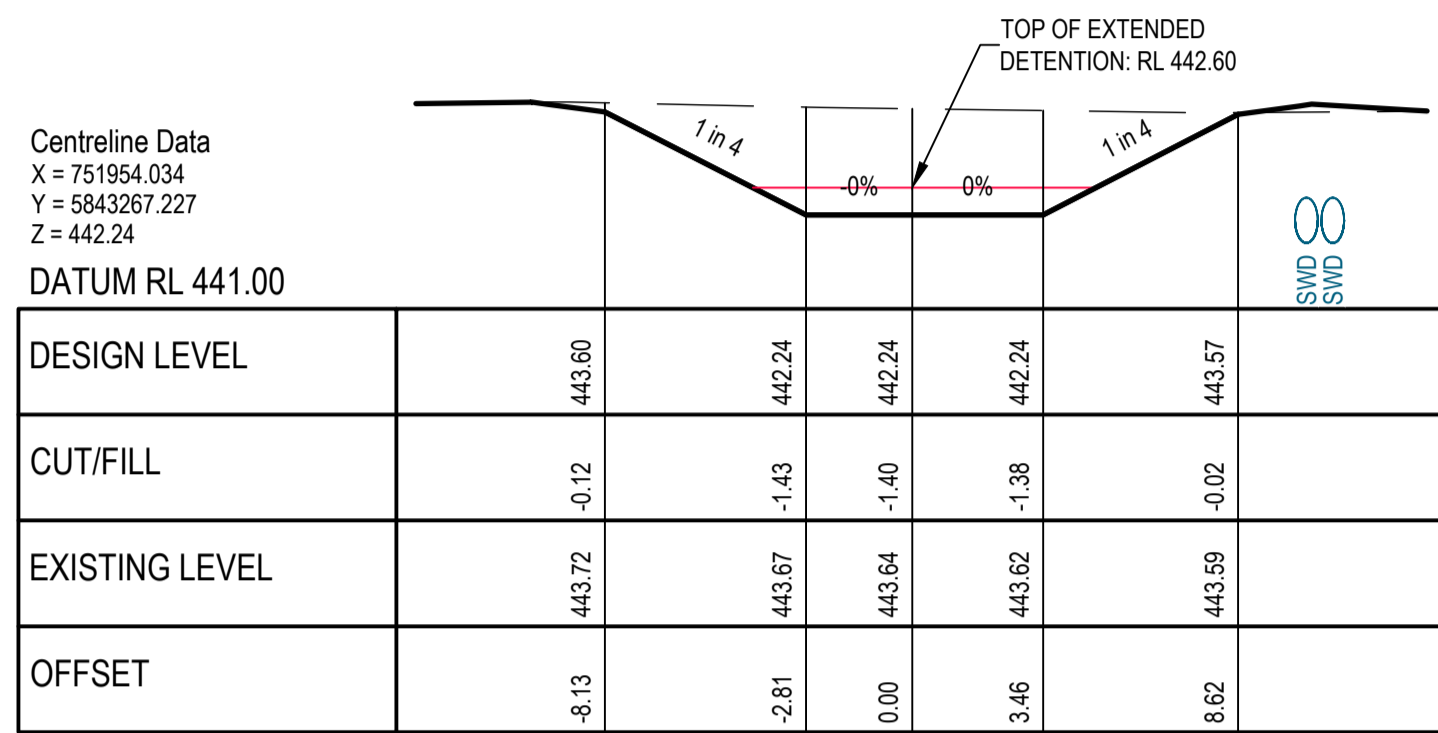 TOP OF EXTENDED
DETENTION: RL 442.60
1 in 4
1 in 4
-0%
0%
Centreline Data
X = 751954.034
Y = 5843267.227
Z = 442.24
DATUM RL 441.00
SWD
SWD
DESIGN LEVEL 443.60 442.24 442.24 442.24 443.57
CUT/FILL -0.12 -1.43 -1.40 -1.38 -0.02
EXISTING LEVEL 443.72 443.67 443.64 443.62 443.59
OFFSET -8.13 -2.81 0.00 3.46 8.62